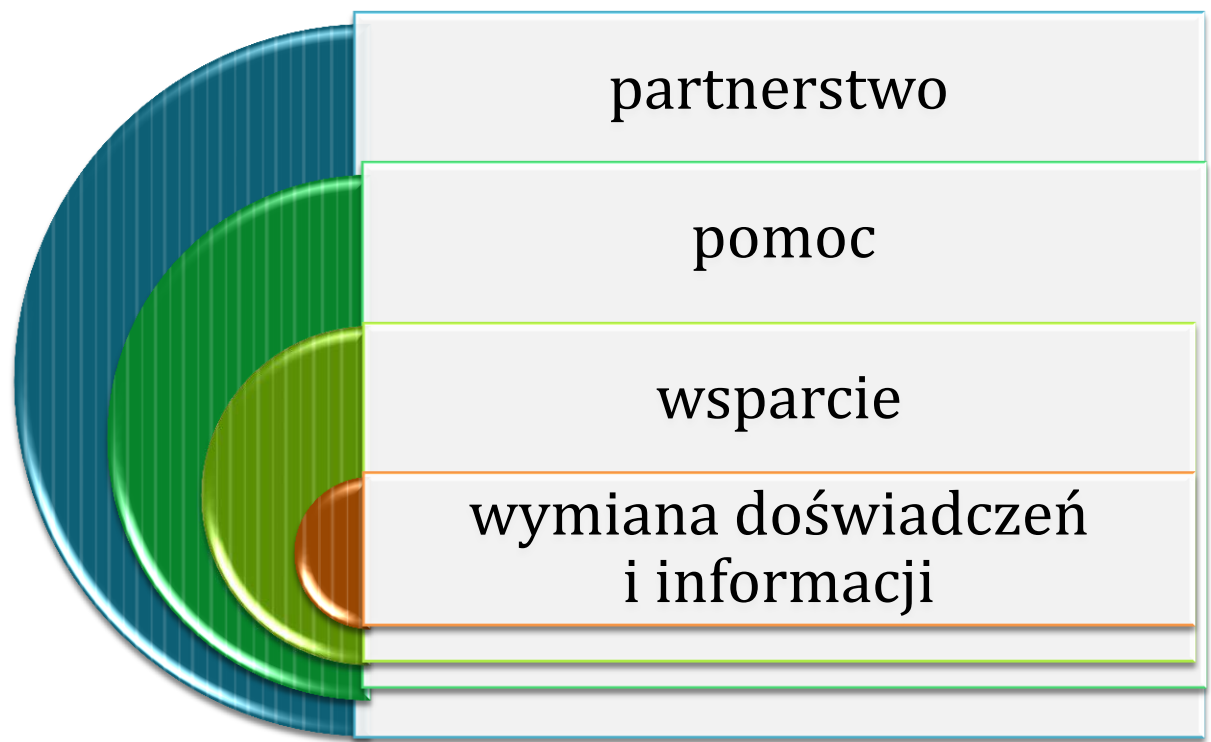 partnerstwo
pomoc
wsparcie
wymiana doświadczeń
i informacji